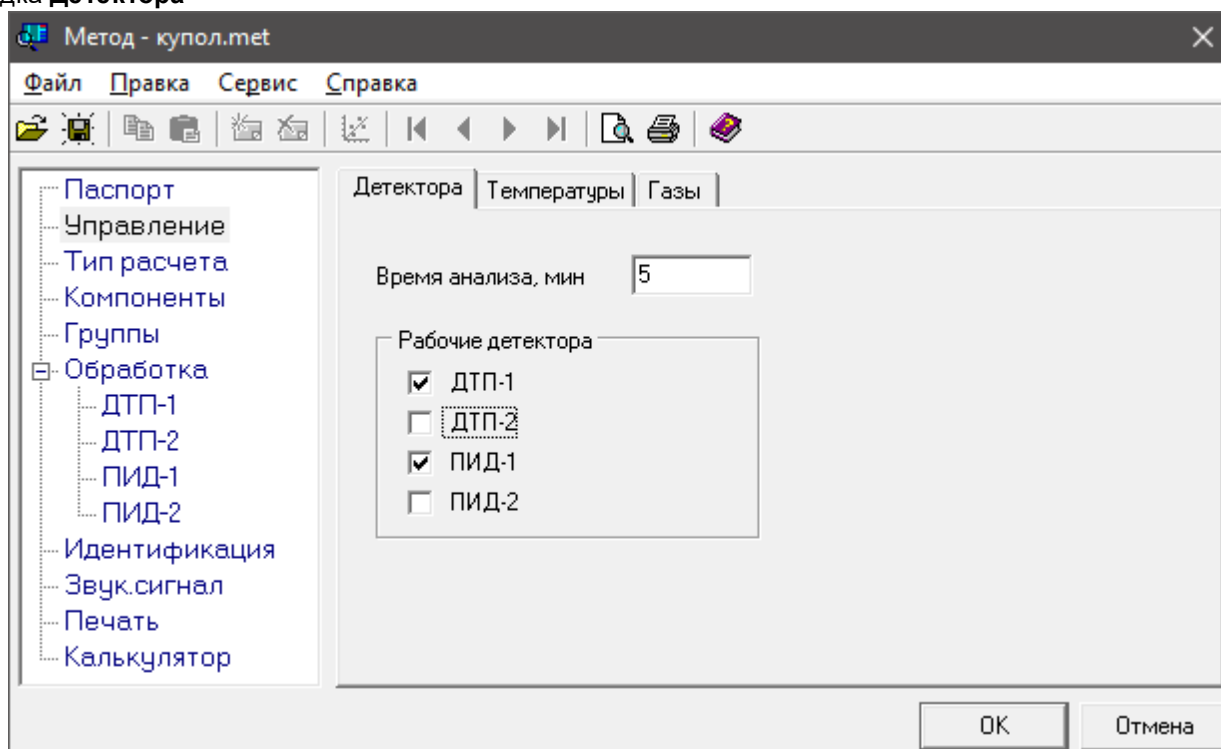 дка Детектора
Метод - купол.met
Файл Правка Сервис Справка
Паспорт
Управление
Тип расчета
Компоненты
Группы
Обработка
ДТП-1
ДТП-2
ПИД-1
ПИД-2
Идентификация
Звук.сигнал
Печать
Калькулятор
Детектора Температуры Газы
Время анализа, мин 5
Рабочие детектора
ДТП-1
ДТП-2
ПИД-1
ПИД-2
OK Отмена